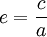 e = c/a